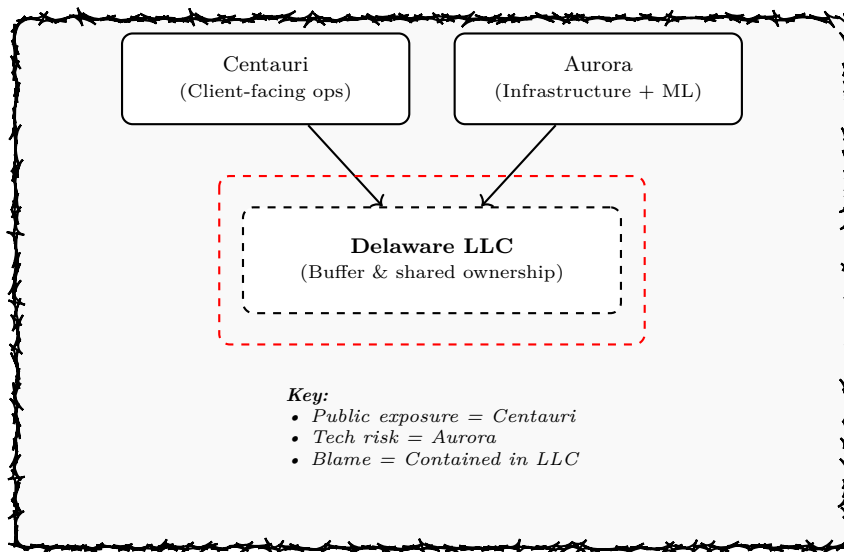 Centauri
(Client-facing ops)
Aurora
(Infrastructure + ML)
Delaware LLC
(Buffer & shared ownership)
Key:
• Public exposure = Centauri
• Tech risk = Aurora
• Blame = Contained in LLC